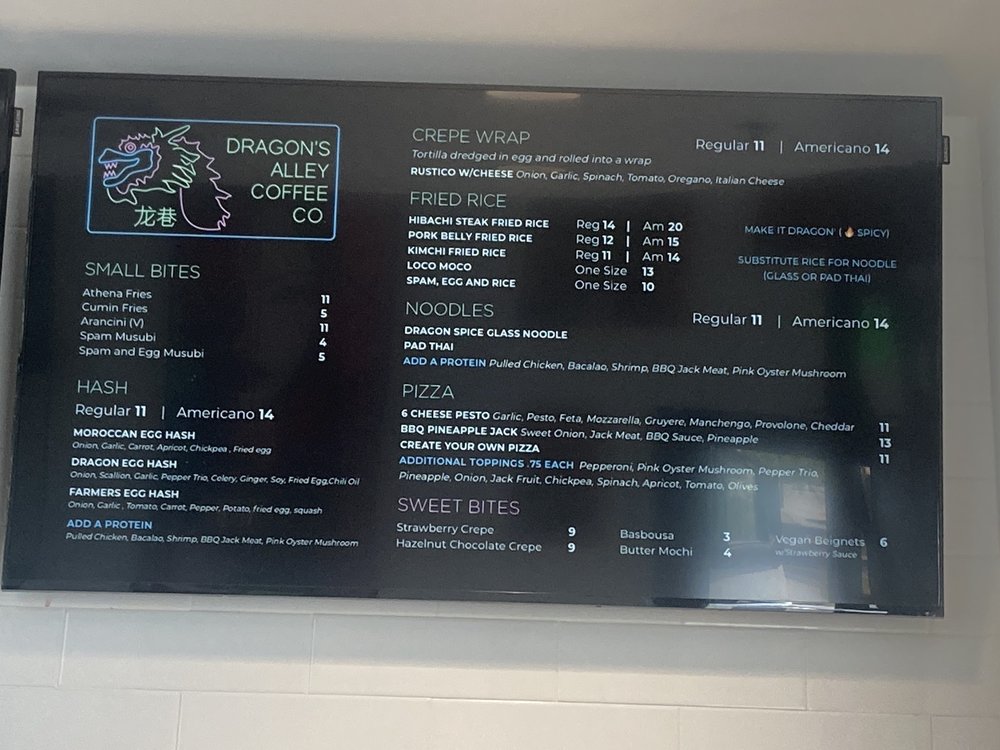 DRAGON'S
ALLEY
COFFEE
CO
龙巷
SMALL BITES
Athena Fries 11
Cumin Fries 5
Arancini (V) 11
Spam Musubi 4
Spam and Egg Musubi 5
HASH
Regular 11 | Americano 14
MOROCCAN EGG HASH
Onion, Garlic, Carrot, Apricot, Chickpea , Fried egg
DRAGON EGG HASH
Onion, Scallion, Garlic, Pepper Trio, Celery, Ginger, Soy, Fried Egg,Chili Oil
FARMERS EGG HASH
Onion, Garlic , Tomato, Carrot, Pepper, Potato, fried egg, squash
ADD A PROTEIN
Pulled Chicken, Bacalao, Shrimp, BBQ Jack Meat, Pink Oyster Mushroom
CREPE WRAP Regular 11 | Americano 14
Tortilla dredged in egg and rolled into a wrap
RUSTICO W/CHEESE Onion, Garlic, Spinach, Tomato, Oregano, Italian Cheese
FRIED RICE
HIBACHI STEAK FRIED RICE Reg 14 | Am 20
PORK BELLY FRIED RICE Reg 12 | Am 15
KIMCHI FRIED RICE Reg 11 | Am 14
LOCO MOCO One Size 13
SPAM, EGG AND RICE One Size 10
MAKE IT DRAGON' (🔥 SPICY)
SUBSTITUTE RICE FOR NOODLE
(GLASS OR PAD THAI)
NOODLES Regular 11 | Americano 14
DRAGON SPICE GLASS NOODLE
PAD THAI
ADD A PROTEIN Pulled Chicken, Bacalao, Shrimp, BBQ Jack Meat, Pink Oyster Mushroom
PIZZA
6 CHEESE PESTO Garlic, Pesto, Feta, Mozzarella, Gruyere, Manchengo, Provolone, Cheddar 11
BBQ PINEAPPLE JACK Sweet Onion, Jack Meat, BBQ Sauce, Pineapple 13
CREATE YOUR OWN PIZZA 11
ADDITIONAL TOPPINGS .75 EACH Pepperoni, Pink Oyster Mushroom, Pepper Trio,
Pineapple, Onion, Jack Fruit, Chickpea, Spinach, Apricot, Tomato, Olives
SWEET BITES
Strawberry Crepe 9
Hazelnut Chocolate Crepe 9
Basbousa 3
Butter Mochi 4
Vegan Beignets 6
w/Strawberry Sauce